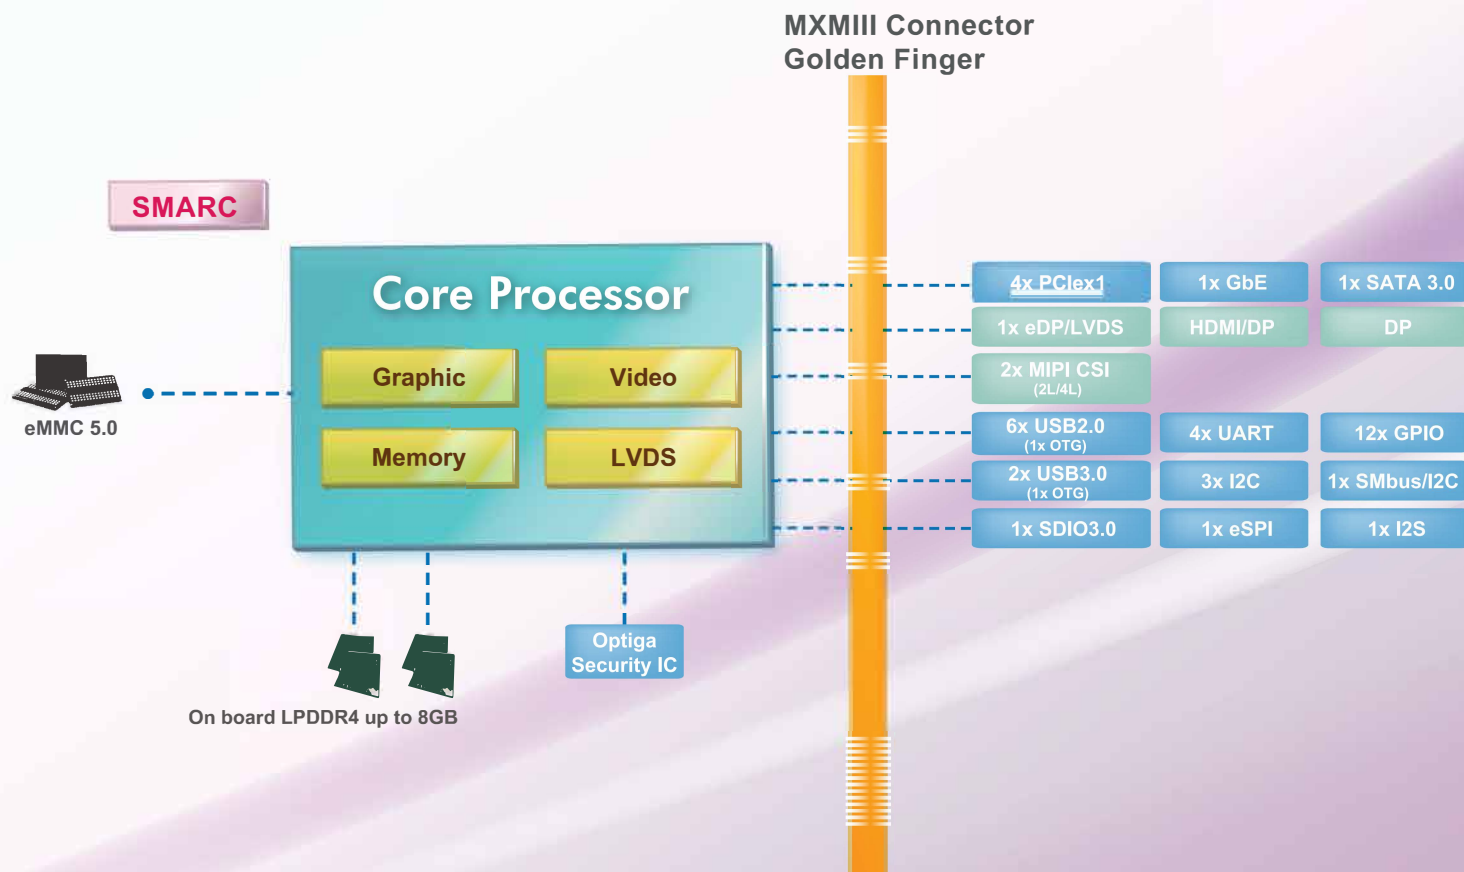 MXMIII Connector
Golden Finger
SMARC
Core Processor
Graphic
Video
Memory
LVDS
eMMC 5.0
4x PCIex1
1x GbE
1x SATA 3.0
1x eDP/LVDS
HDMI/DP
DP
2x MIPI CSI
(2L/4L)
6x USB2.0
(1x OTG)
4x UART
12x GPIO
2x USB3.0
(1x OTG)
3x I2C
1x SMbus/I2C
1x SDIO3.0
1x eSPI
1x I2S
Optiga
Security IC
On board LPDDR4 up to 8GB